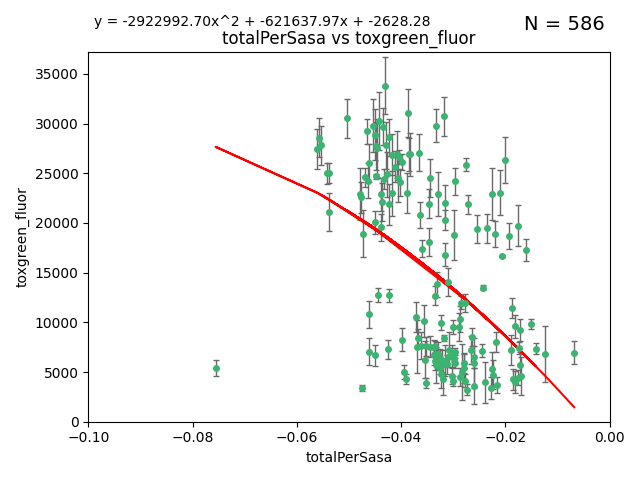 y = -2922992.70x^2 + -621637.97x + -2628.28
N = 586
totalPerSasa vs toxgreen_fluor
35000
30000
25000
20000
15000
10000
5000
0
toxgreen_fluor
−0.10 −0.08 −0.06 −0.04 −0.02 0.00
totalPerSasa